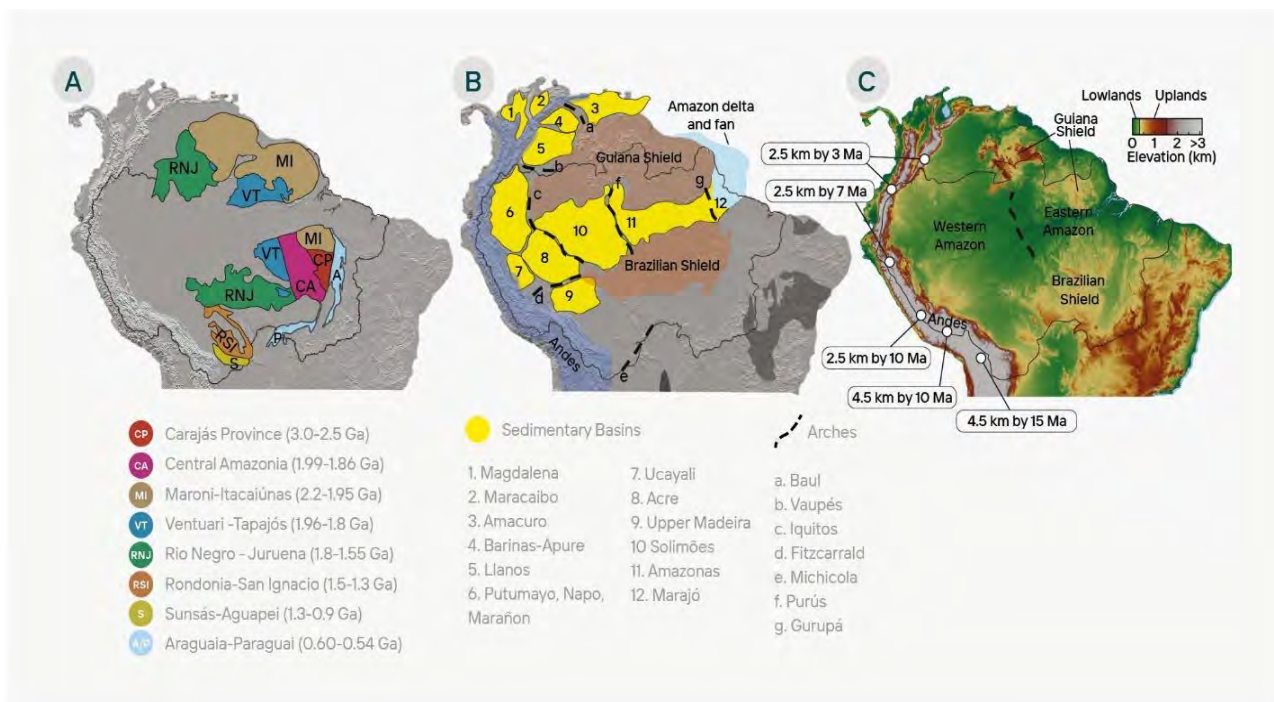 A
RNJ
MI
VT
MI
VT
CP
A
CA
RNJ
RSI
P
S
CP Carajás Province (3.0-2.5 Ga)
CA Central Amazonia (1.99-1.86 Ga)
MI Maroni-Itacaiúnas (2.2-1.95 Ga)
VT Ventuari -Tapajós (1.96-1.8 Ga)
RNJ Rio Negro - Juruena (1.8-1.55 Ga)
RSI Rondonia-San Ignacio (1.5-1.3 Ga)
S Sunsás-Aguapei (1.3-0.9 Ga)
A/P Araguaia-Paraguai (0.60-0.54 Ga)
B
1
2
3
4
a
5
b
Guiana Shield
Amazon delta
and fan
c
f
g
6
10
11
12
8
7
Brazilian Shield
d
9
Andes
e
Sedimentary Basins
1. Magdalena
2. Maracaibo
3. Amacuro
4. Barinas-Apure
5. Llanos
6. Putumayo, Napo,
Marañon
7. Ucayali
8. Acre
9. Upper Madeira
10 Solimões
11. Amazonas
12. Marajó
Arches
a. Baul
b. Vaupés
c. Iquitos
d. Fitzcarrald
e. Michicola
f. Purús
g. Gurupá
C
Lowlands
Uplands
Guiana
Shield
0 1 2 >3
Elevation (km)
2.5 km by 3 Ma
2.5 km by 7 Ma
Western
Amazon
Eastern
Amazon
Brazilian
Shield
Andes
2.5 km by 10 Ma
4.5 km by 10 Ma
4.5 km by 15 Ma